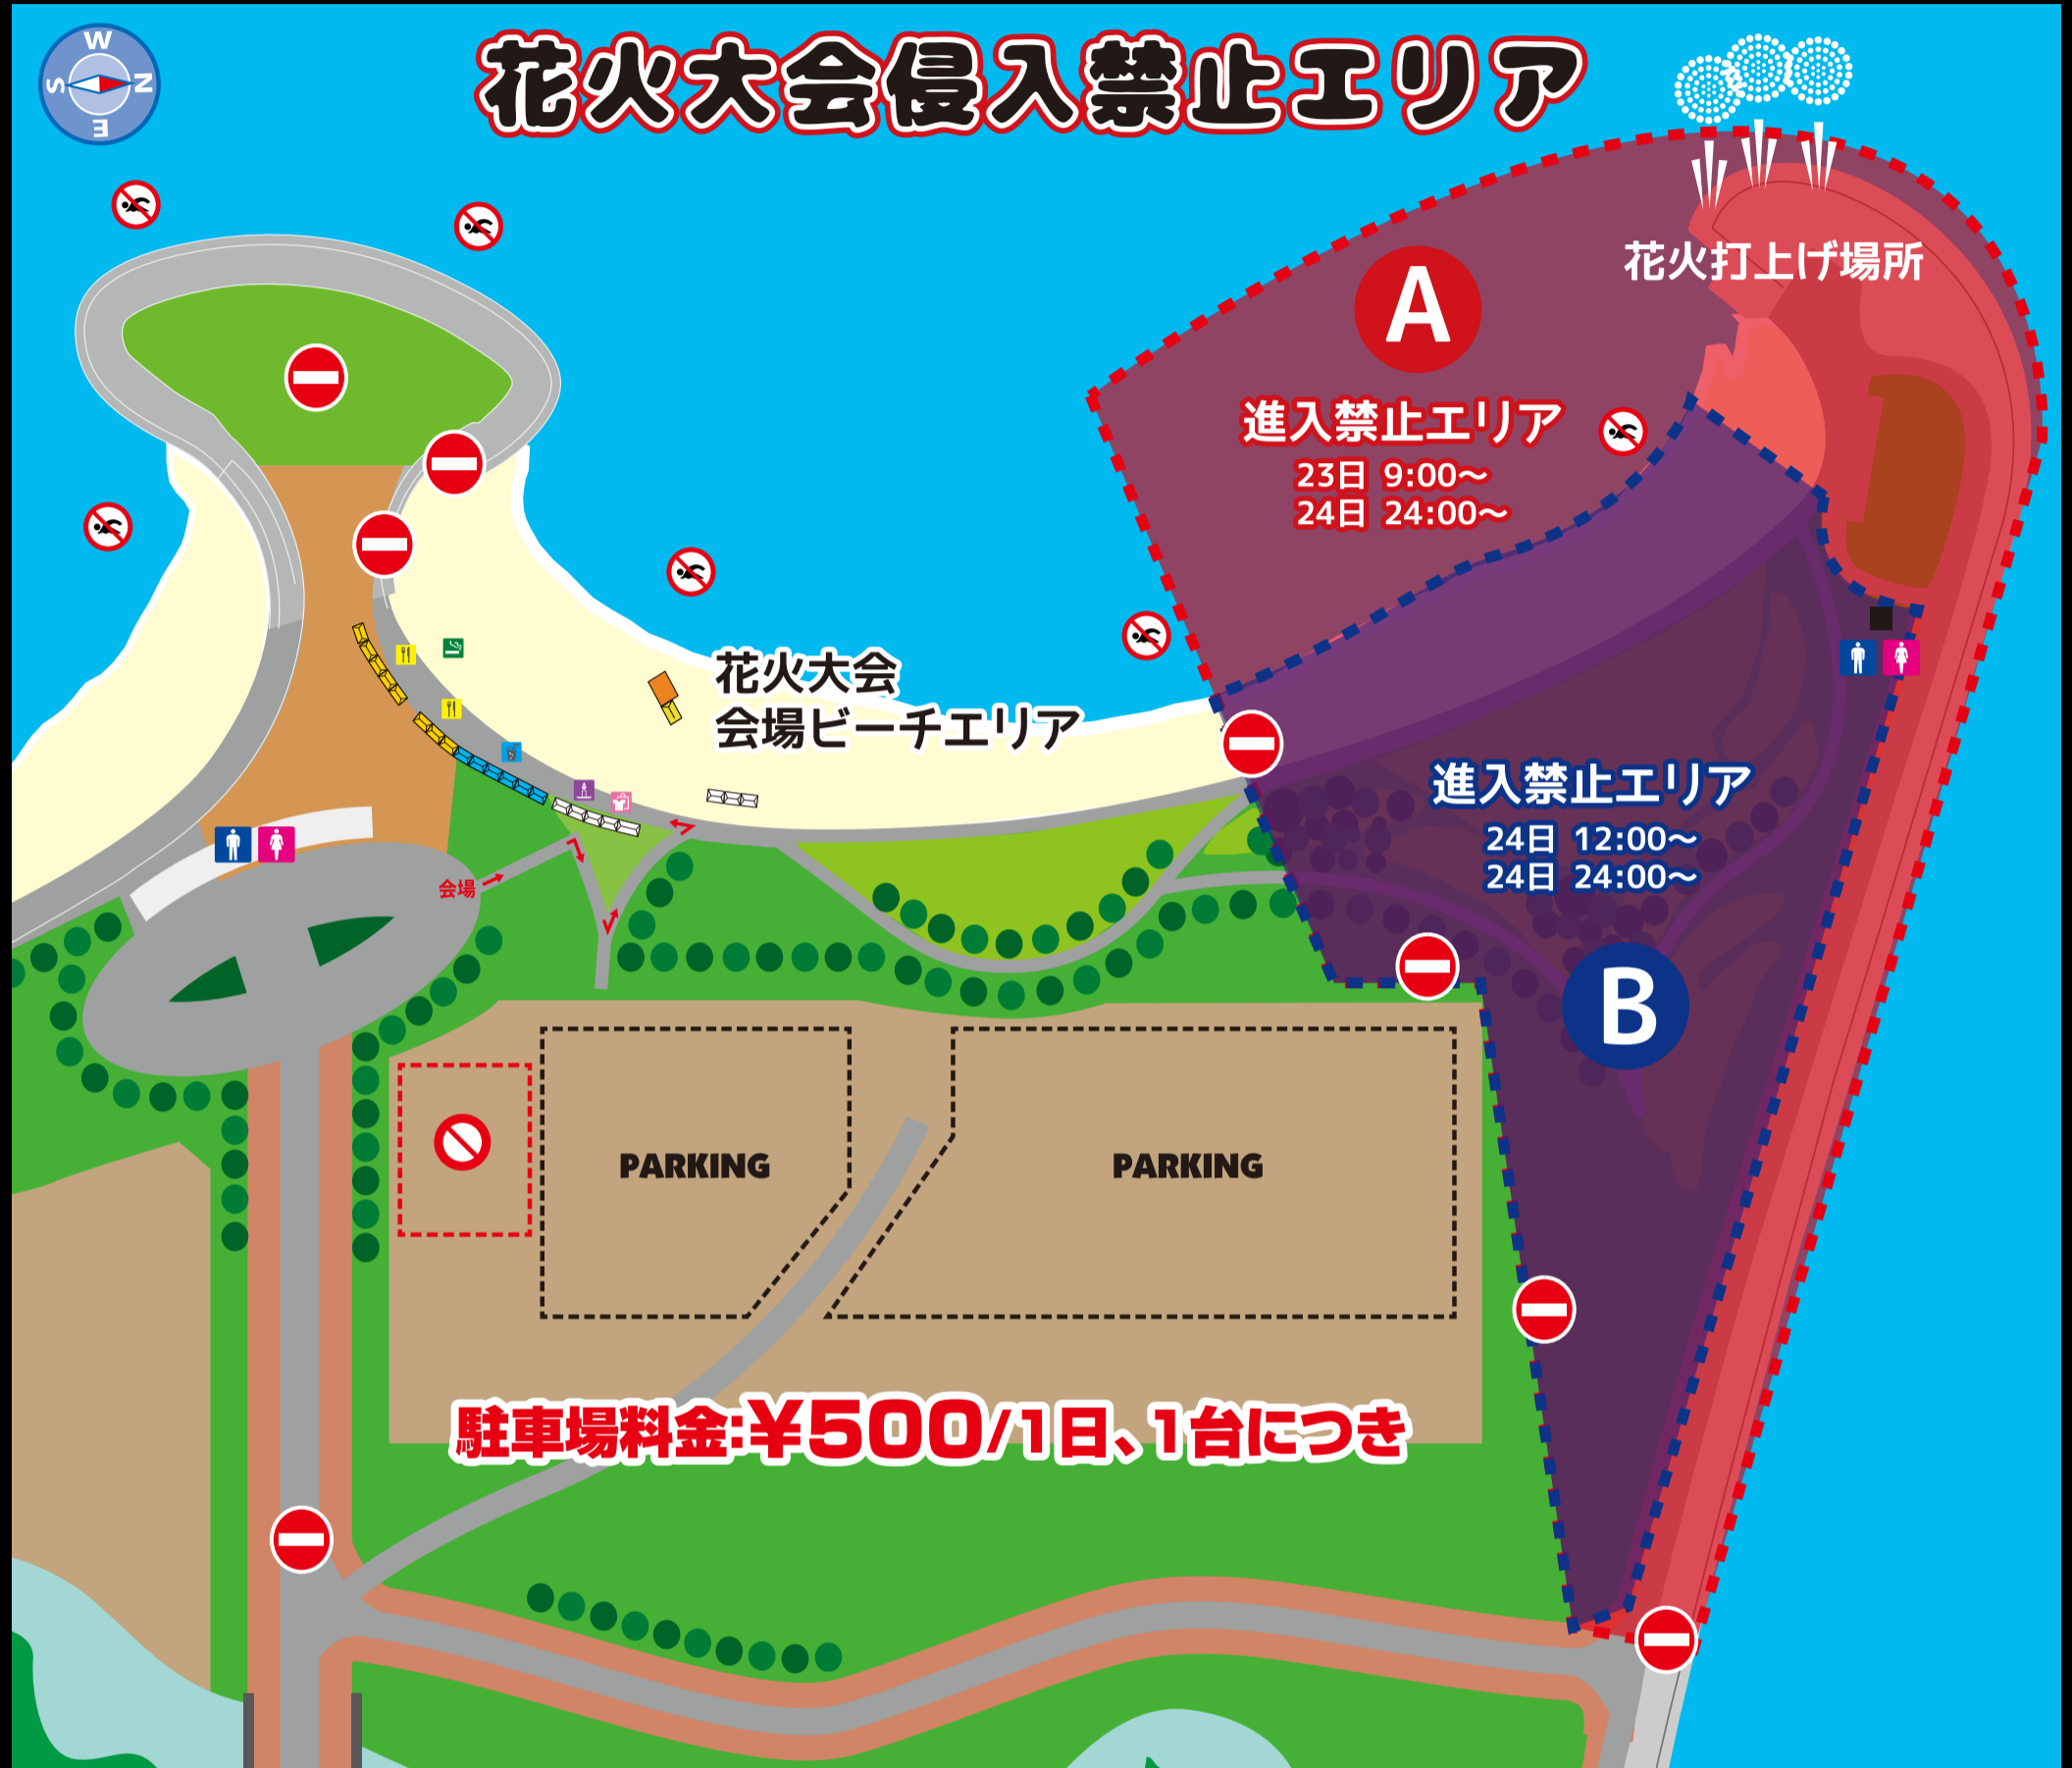 花火大会侵入禁止エリア
W
S
N
E
花火打上げ場所
A
進入禁止エリア
23日 9:00～
24日 24:00～
花火大会
会場ビーチエリア
進入禁止エリア
24日 12:00～
24日 24:00～
会場
B
PARKING
PARKING
駐車場料金:¥500/1日、1台につき